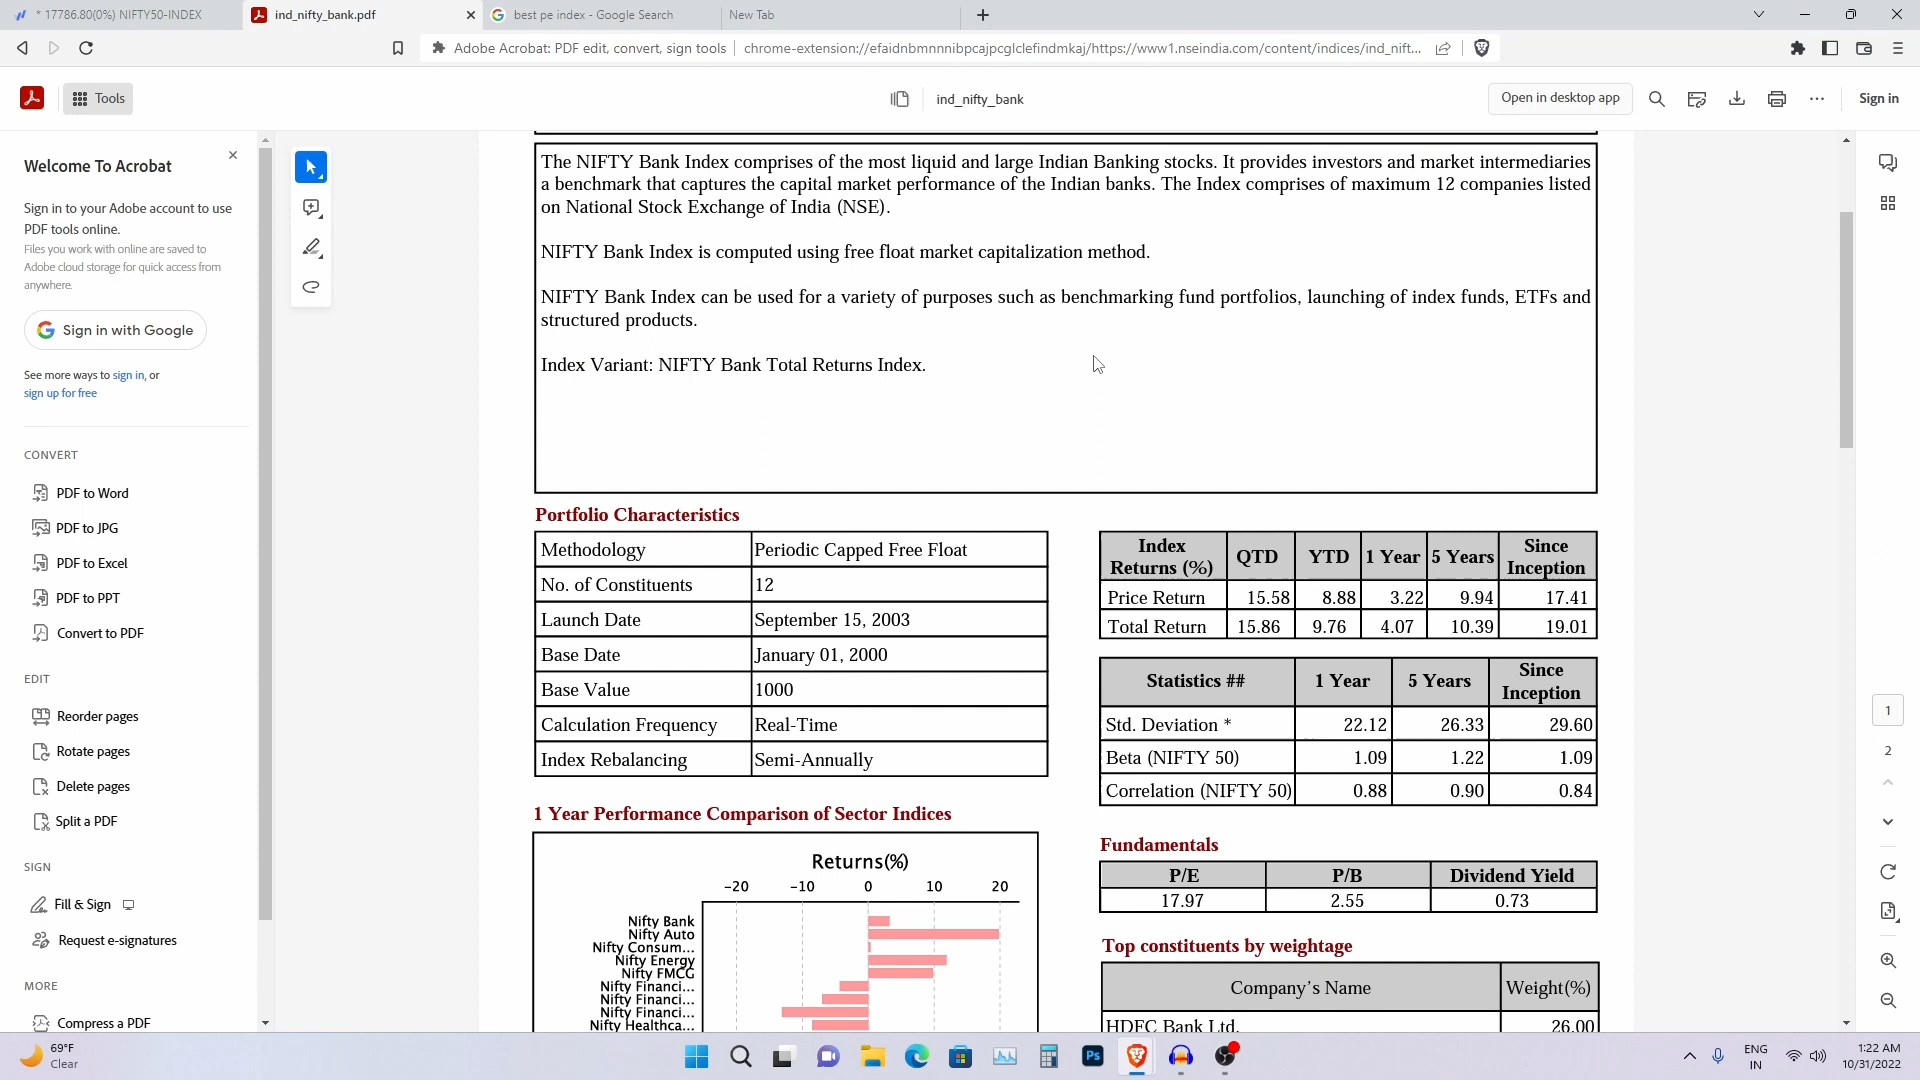 * 17786.80(0%) NIFTY50-INDEX
ind_nifty_bank.pdf
best pe index - Google Search
New Tab
Adobe Acrobat: PDF edit, convert, sign tools
chrome-extension://efaidnbmnnnibpcajpcglclefindmkaj/https://www1.nseindia.com/content/indices/ind_nift...
Tools
ind_nifty_bank
Open in desktop app
Sign in
Welcome To Acrobat
Sign in to your Adobe account to use
PDF tools online.
Files you work with online are saved to
Adobe cloud storage for quick access from
anywhere.
Sign in with Google
See more ways to sign in, or
sign up for free
CONVERT
PDF to Word
PDF to JPG
PDF to Excel
PDF to PPT
Convert to PDF
EDIT
Reorder pages
Rotate pages
Delete pages
Split a PDF
SIGN
Fill & Sign
Request e-signatures
MORE
Compress a PDF
The NIFTY Bank Index comprises of the most liquid and large Indian Banking stocks. It provides investors and market intermediaries
a benchmark that captures the capital market performance of the Indian banks. The Index comprises of maximum 12 companies listed
on National Stock Exchange of India (NSE).
NIFTY Bank Index is computed using free float market capitalization method.
NIFTY Bank Index can be used for a variety of purposes such as benchmarking fund portfolios, launching of index funds, ETFs and
structured products.
Index Variant: NIFTY Bank Total Returns Index.
Portfolio Characteristics
Methodology Periodic Capped Free Float
No. of Constituents 12
Launch Date September 15, 2003
Base Date January 01, 2000
Base Value 1000
Calculation Frequency Real-Time
Index Rebalancing Semi-Annually
1 Year Performance Comparison of Sector Indices
Returns(%)
-20 -10 0 10 20
Nifty Bank
Nifty Auto
Nifty Consum...
Nifty Energy
Nifty FMCG
Nifty Financi...
Nifty Financi...
Nifty Financi...
Nifty Healthca...
Index Returns (%) QTD YTD 1 Year 5 Years Since Inception
Price Return 15.58 8.88 3.22 9.94 17.41
Total Return 15.86 9.76 4.07 10.39 19.01
Statistics ## 1 Year 5 Years Since Inception
Std. Deviation * 22.12 26.33 29.60
Beta (NIFTY 50) 1.09 1.22 1.09
Correlation (NIFTY 50) 0.88 0.90 0.84
Fundamentals
P/E P/B Dividend Yield
17.97 2.55 0.73
Top constituents by weightage
Company's Name Weight(%)
HDFC Bank Ltd. 26.00
1
2
69°F
Clear
Ps
ENG
IN
1:22 AM
10/31/2022